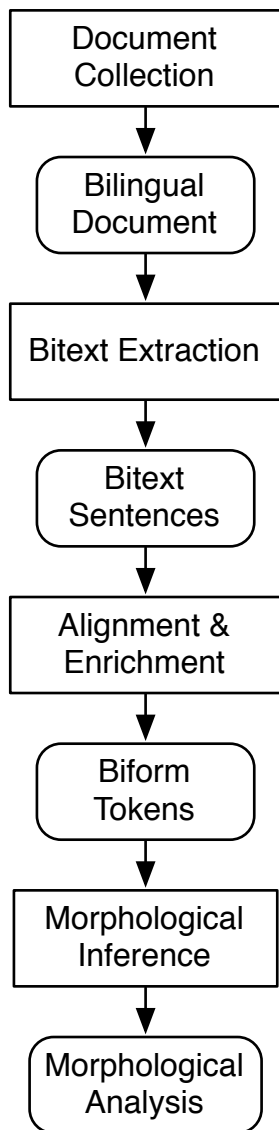 Document
Collection
Bilingual
Document
Bitext Extraction
Bitext
Sentences
Alignment &
Enrichment
Biform
Tokens
Morphological
Inference
Morphological
Analysis